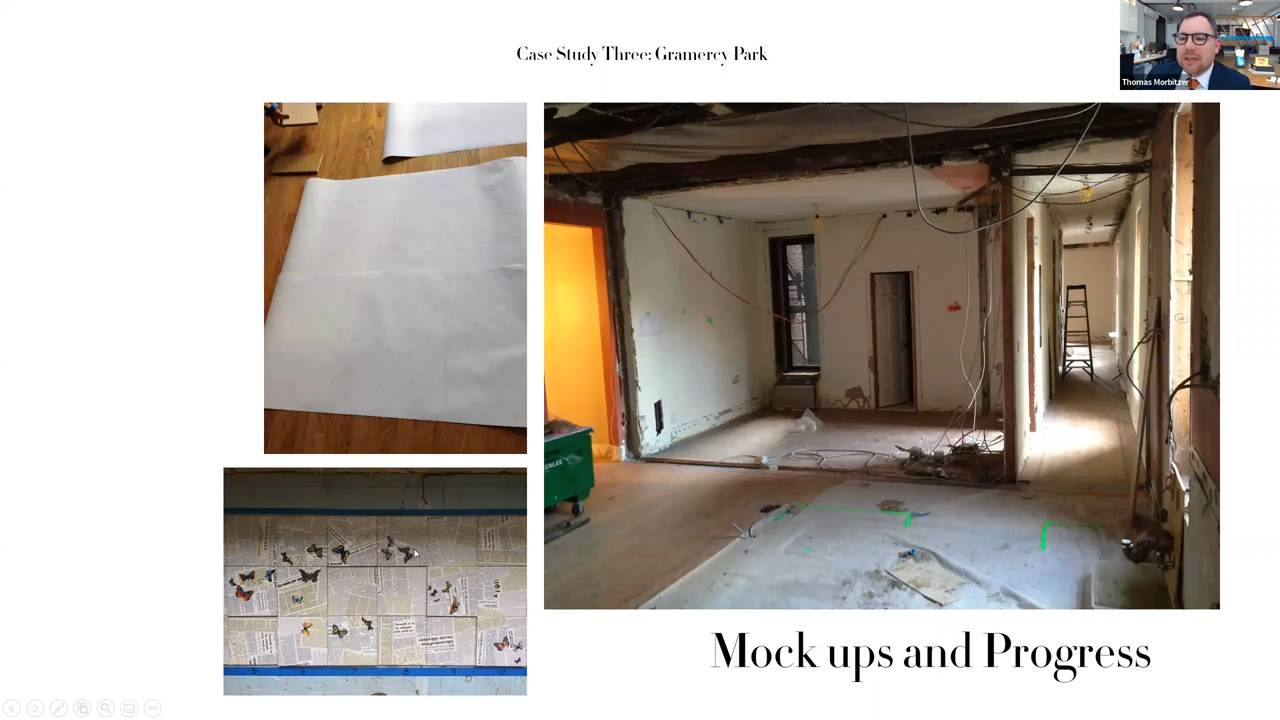 Case Study Three: Gramercy Park
Thomas Morbitzer
Mock ups and Progress